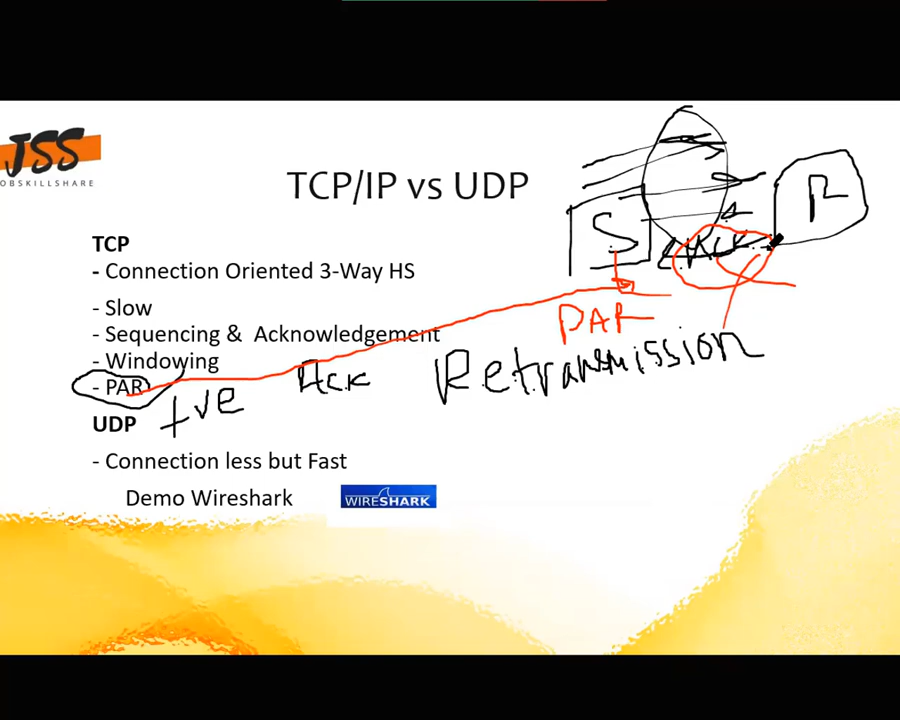 JSS
OBSKILLSHARE
TCP/IP vs UDP
S
ACK
R
TCP
- Connection Oriented 3-Way HS
- Slow
- Sequencing & Acknowledgement
- Windowing
- PAR
PAR
+ve Ack Retransmission
UDP
- Connection less but Fast
Demo Wireshark
WIRESHARK